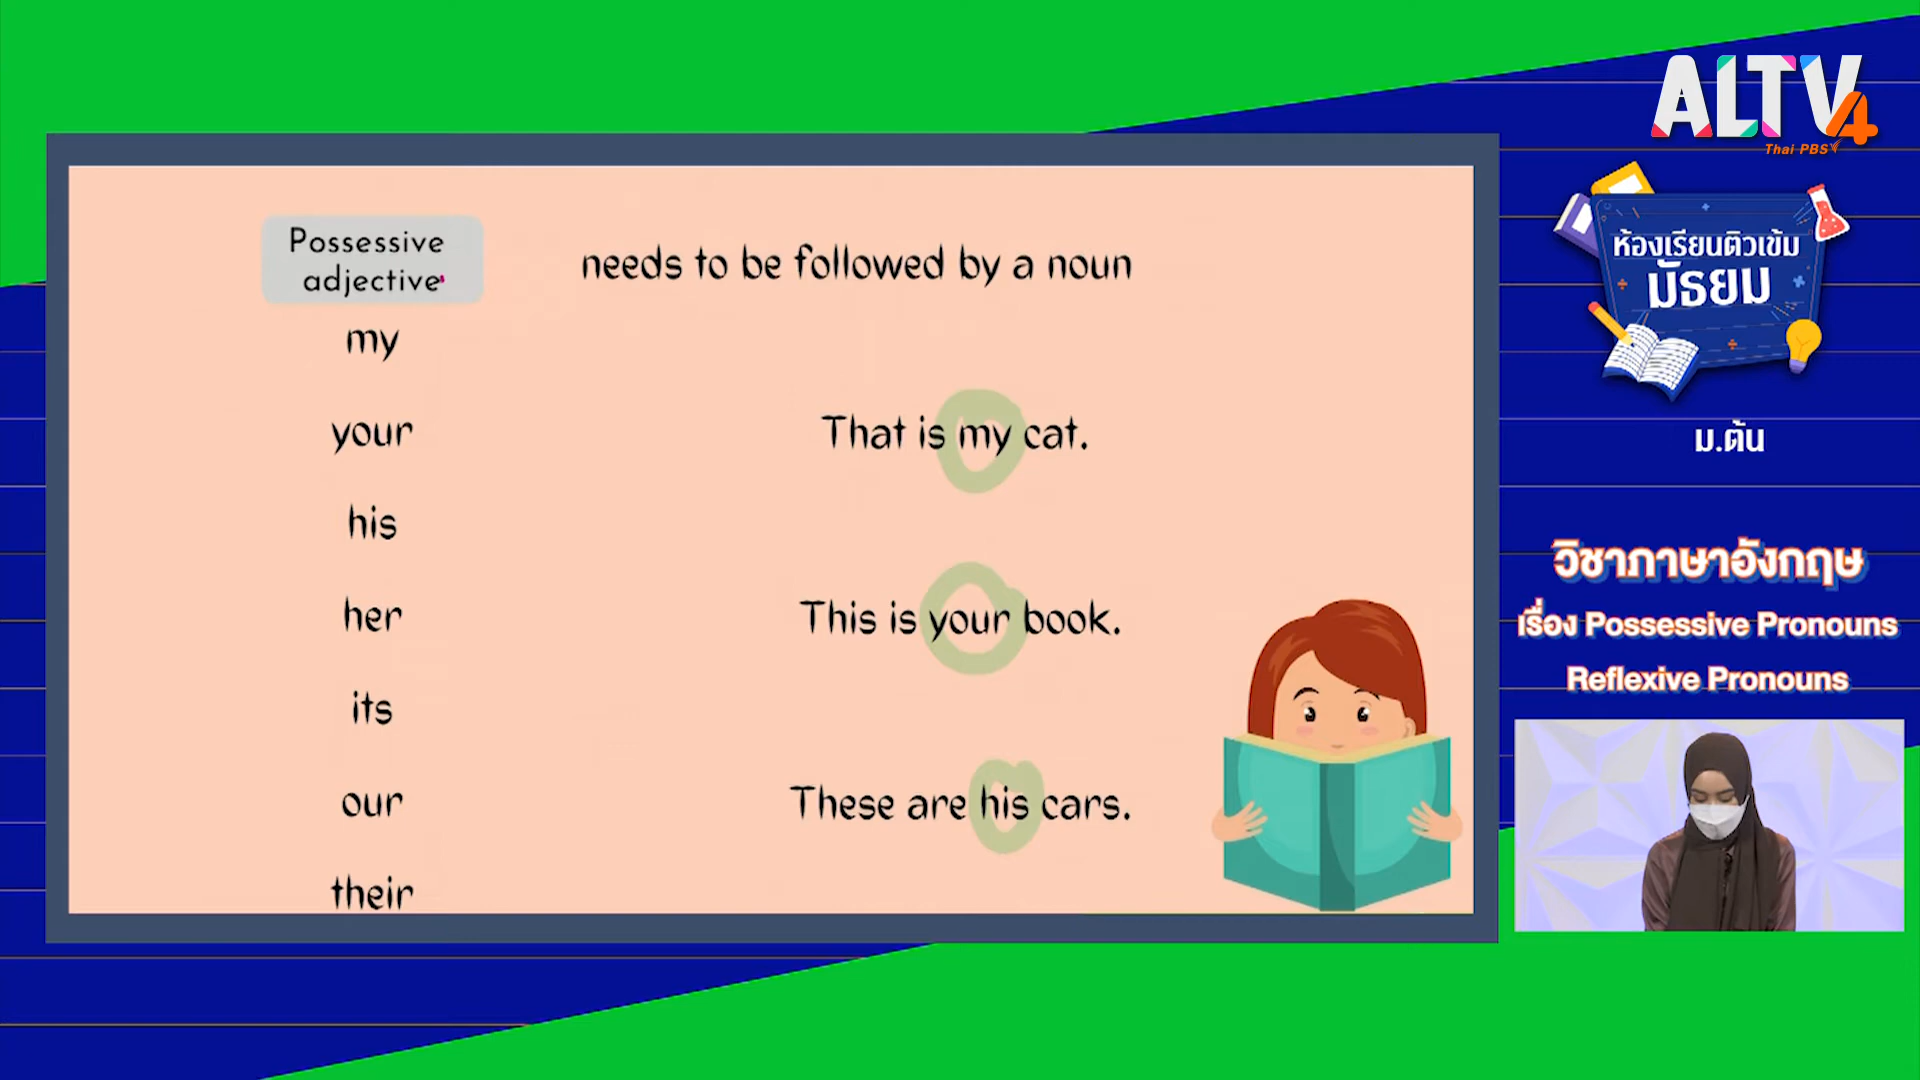 Possessive
adjective
needs to be followed by a noun
my
your
his
her
its
our
their
That is my cat.
This is your book.
These are his cars.
ALTV4
Thai PBS
ห้องเรียนติวเข้ม
มัธยม
ม.ต้น
วิชาภาษาอังกฤษ
เรื่อง Possessive Pronouns
Reflexive Pronouns